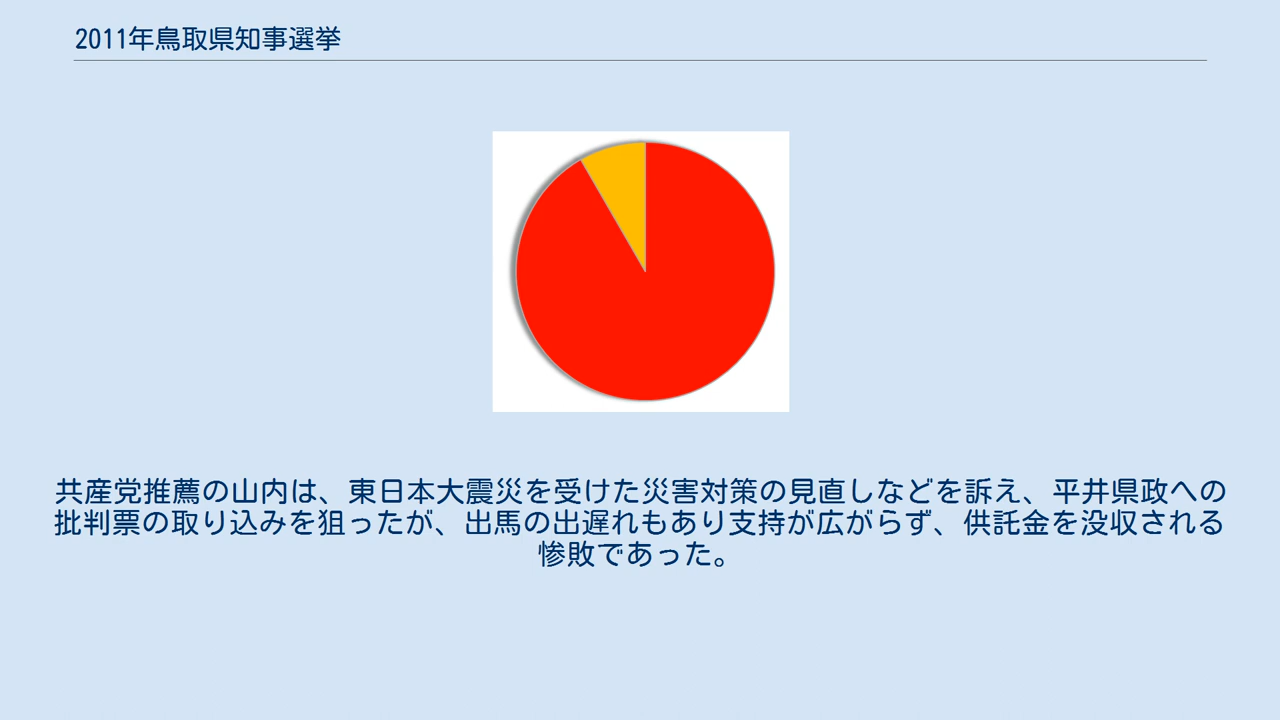 2011年鳥取県知事選挙
共産党推薦の山内は、東日本大震災を受けた災害対策の見直しなどを訴え、平井県政への
批判票の取り込みを狙ったが、出馬の出遅れもあり支持が広がらず、供託金を没収される
惨敗であった。